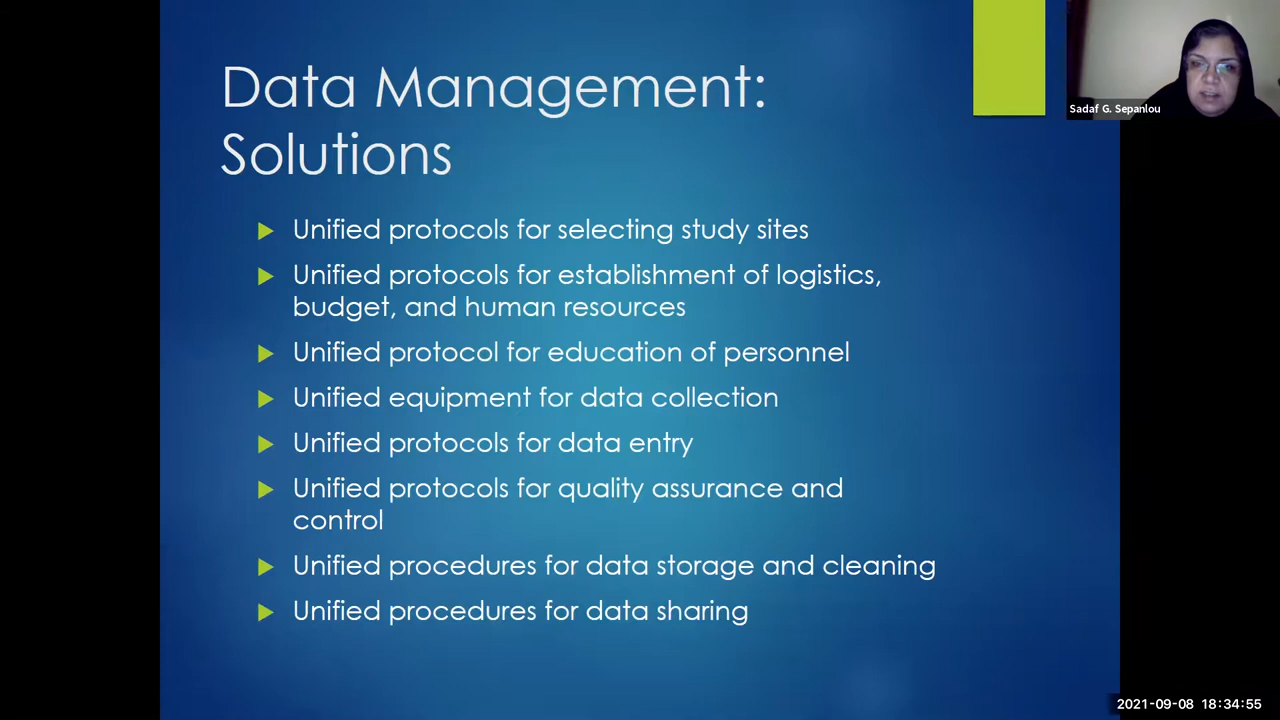 Data Management:
Solutions
Sadaf G. Sepanlou
Unified protocols for selecting study sites
Unified protocols for establishment of logistics,
budget, and human resources
Unified protocol for education of personnel
Unified equipment for data collection
Unified protocols for data entry
Unified protocols for quality assurance and
control
Unified procedures for data storage and cleaning
Unified procedures for data sharing
2021-09-08 18:34:55